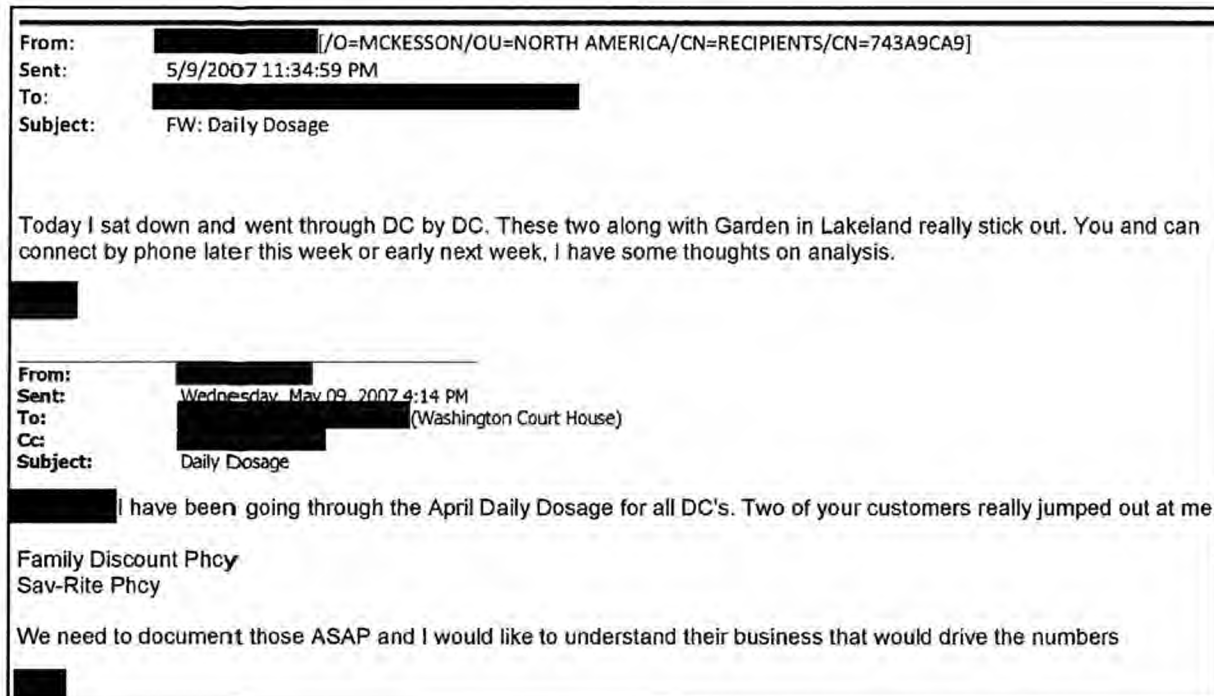 From: [/O=MCKESSON/OU=NORTH AMERICA/CN=RECIPIENTS/CN=743A9CA9]
Sent: 5/9/2007 11:34:59 PM
To:
Subject: FW: Daily Dosage
Today I sat down and went through DC by DC. These two along with Garden in Lakeland really stick out. You and can
connect by phone later this week or early next week, I have some thoughts on analysis.
From:
Sent: Wednesday, May 09, 2007 4:14 PM
To: (Washington Court House)
Cc:
Subject: Daily Dosage
I have been going through the April Daily Dosage for all DC's. Two of your customers really jumped out at me
Family Discount Phcy
Sav-Rite Phcy
We need to document those ASAP and I would like to understand their business that would drive the numbers